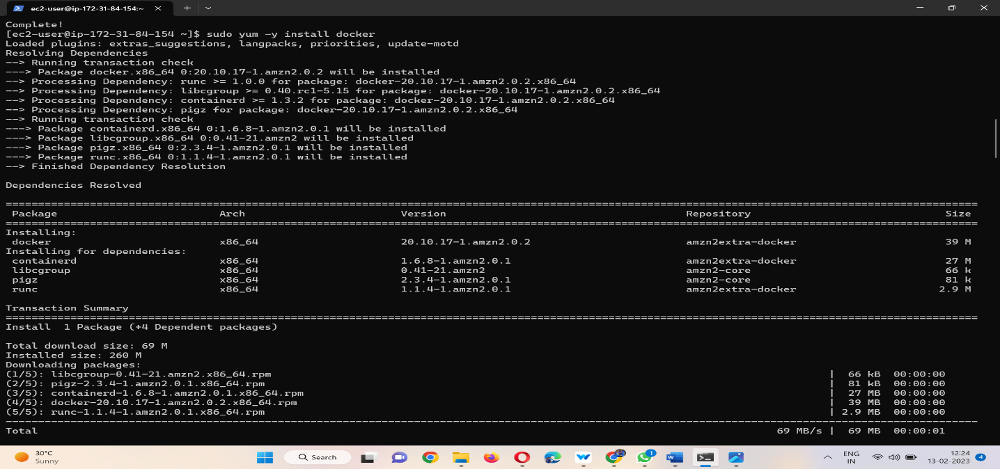 ec2-user@ip-172-31-84-154:~
Complete!
[ec2-user@ip-172-31-84-154 ~]$ sudo yum -y install docker
Loaded plugins: extras_suggestions, langpacks, priorities, update-motd
Resolving Dependencies
--> Running transaction check
---> Package docker.x86_64 0:20.10.17-1.amzn2.0.2 will be installed
--> Processing Dependency: runc >= 1.0.0 for package: docker-20.10.17-1.amzn2.0.2.x86_64
--> Processing Dependency: libcgroup >= 0.40.rc1-5.15 for package: docker-20.10.17-1.amzn2.0.2.x86_64
--> Processing Dependency: containerd >= 1.3.2 for package: docker-20.10.17-1.amzn2.0.2.x86_64
--> Processing Dependency: pigz for package: docker-20.10.17-1.amzn2.0.2.x86_64
--> Running transaction check
---> Package containerd.x86_64 0:1.6.8-1.amzn2.0.1 will be installed
---> Package libcgroup.x86_64 0:0.41-21.amzn2 will be installed
---> Package pigz.x86_64 0:2.3.4-1.amzn2.0.1 will be installed
---> Package runc.x86_64 0:1.1.4-1.amzn2.0.1 will be installed
--> Finished Dependency Resolution
Dependencies Resolved
Package Arch Version Repository Size
Installing:
docker x86_64 20.10.17-1.amzn2.0.2 amzn2extra-docker 39 M
Installing for dependencies:
containerd x86_64 1.6.8-1.amzn2.0.1 amzn2extra-docker 27 M
libcgroup x86_64 0.41-21.amzn2 amzn2-core 66 k
pigz x86_64 2.3.4-1.amzn2.0.1 amzn2-core 81 k
runc x86_64 1.1.4-1.amzn2.0.1 amzn2extra-docker 2.9 M
Transaction Summary
Install 1 Package (+4 Dependent packages)
Total download size: 69 M
Installed size: 260 M
Downloading packages:
(1/5): libcgroup-0.41-21.amzn2.x86_64.rpm | 66 kB 00:00:00
(2/5): pigz-2.3.4-1.amzn2.0.1.x86_64.rpm | 81 kB 00:00:00
(3/5): containerd-1.6.8-1.amzn2.0.1.x86_64.rpm | 27 MB 00:00:00
(4/5): docker-20.10.17-1.amzn2.0.2.x86_64.rpm | 39 MB 00:00:00
(5/5): runc-1.1.4-1.amzn2.0.1.x86_64.rpm | 2.9 MB 00:00:00
Total 69 MB/s | 69 MB 00:00:01
30°C
Sunny
Search
1
ENG
IN
12:24
13-02-2023
4